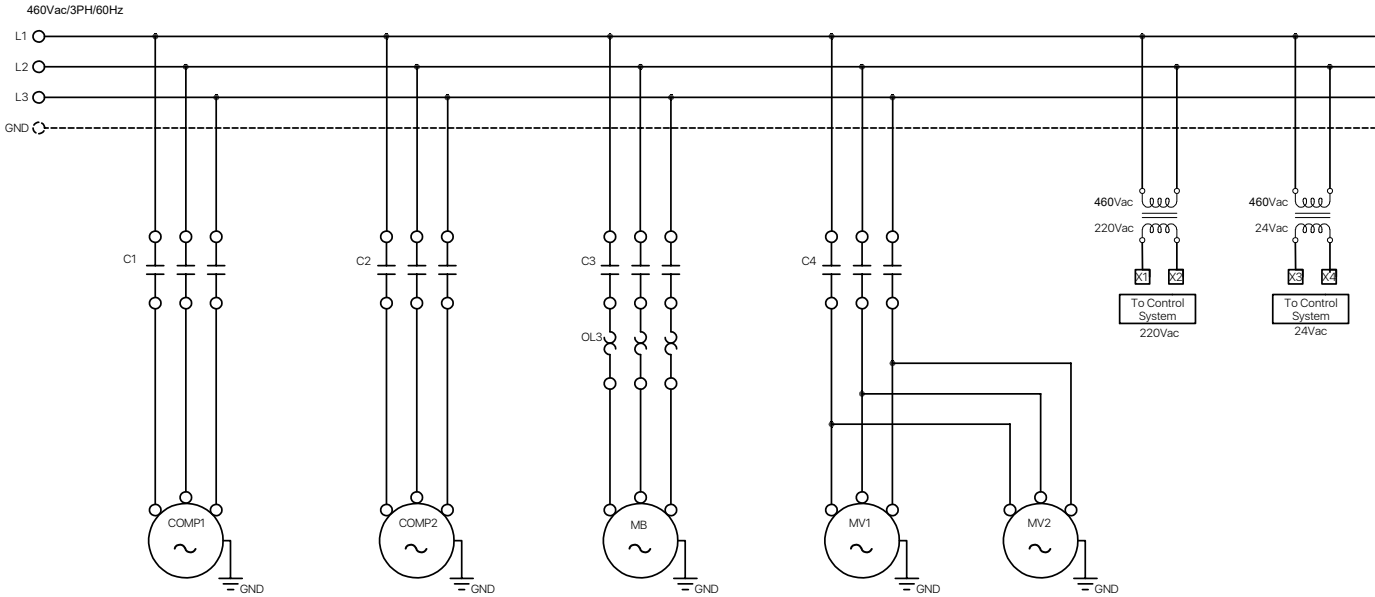 460Vac/3PH/60Hz
L1
L2
L3
GND
460Vac
220Vac
460Vac
24Vac
C1
C2
C3
C4
X1
X2
X3
X4
To Control
System
220Vac
To Control
System
24Vac
OL3
COMP1
COMP2
MB
MV1
MV2
GND
GND
GND
GND
GND